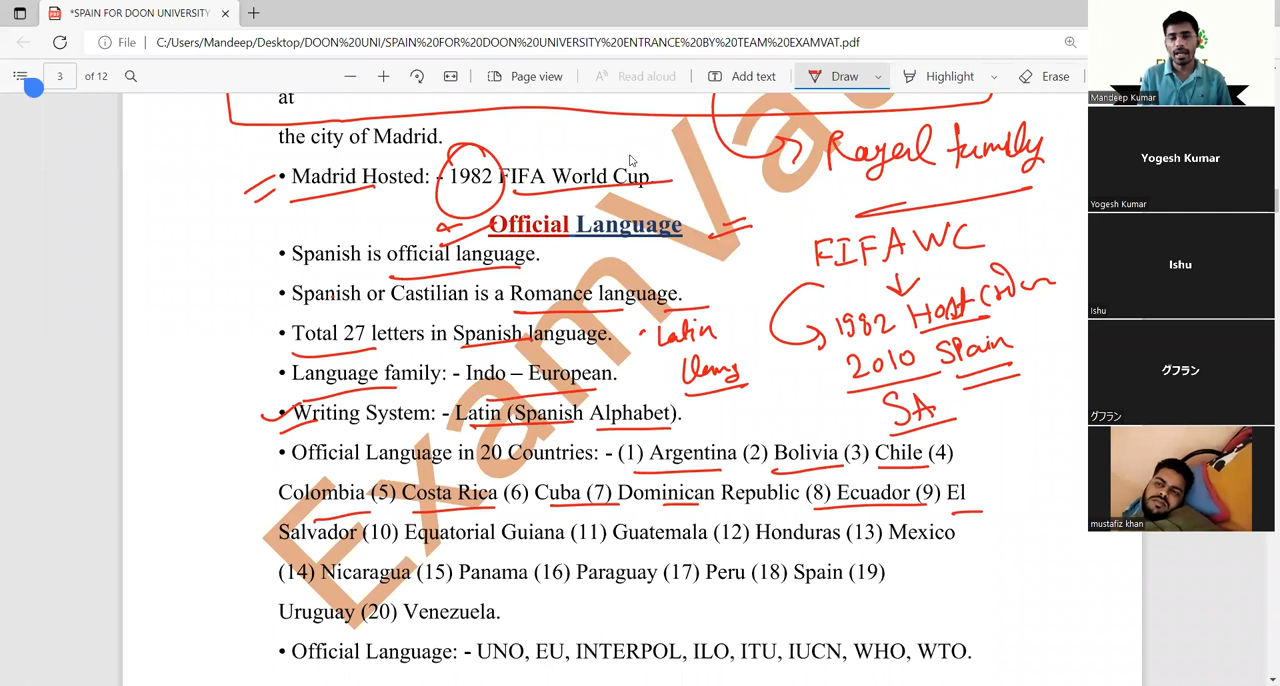 *SPAIN FOR DOON UNIVERSITY
File C:/Users/Mandeep/Desktop/DOON%20UNI/SPAIN%20FOR%20DOON%20UNIVERSITY%20ENTRANCE%20BY%20TEAM%20EXAMVAT.pdf
3 of 12 Page view Read aloud Add text Draw Highlight Erase
at
the city of Madrid.
Royal family
• Madrid Hosted: - 1982 FIFA World Cup
Official Language
FIFA WC
• Spanish is official language.
• Spanish or Castilian is a Romance language.
1982 Host
• Total 27 letters in Spanish language.
• Latin
2010 Spain
• Language family: - Indo – European.
SA
• Writing System: - Latin (Spanish Alphabet).
• Official Language in 20 Countries: - (1) Argentina (2) Bolivia (3) Chile (4)
Colombia (5) Costa Rica (6) Cuba (7) Dominican Republic (8) Ecuador (9) El
Salvador (10) Equatorial Guiana (11) Guatemala (12) Honduras (13) Mexico
(14) Nicaragua (15) Panama (16) Paraguay (17) Peru (18) Spain (19)
Uruguay (20) Venezuela.
• Official Language: - UNO, EU, INTERPOL, ILO, ITU, IUCN, WHO, WTO.
ExamVat
Mandeep Kumar
Yogesh Kumar
Yogesh Kumar
Ishu
Ishu
グフラン
グフラン
mustafiz khan